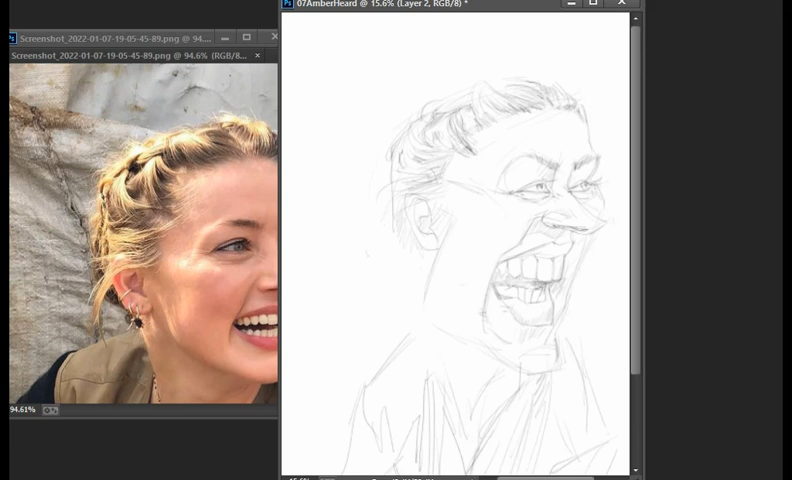 Ps 07AmberHeard @ 15.6% (Layer 2, RGB/8) *
Screenshot_2022-01-07-19-05-45-89.png @ 94....
Screenshot_2022-01-07-19-05-45-89.png @ 94.6% (RGB/8... ×
94.61%